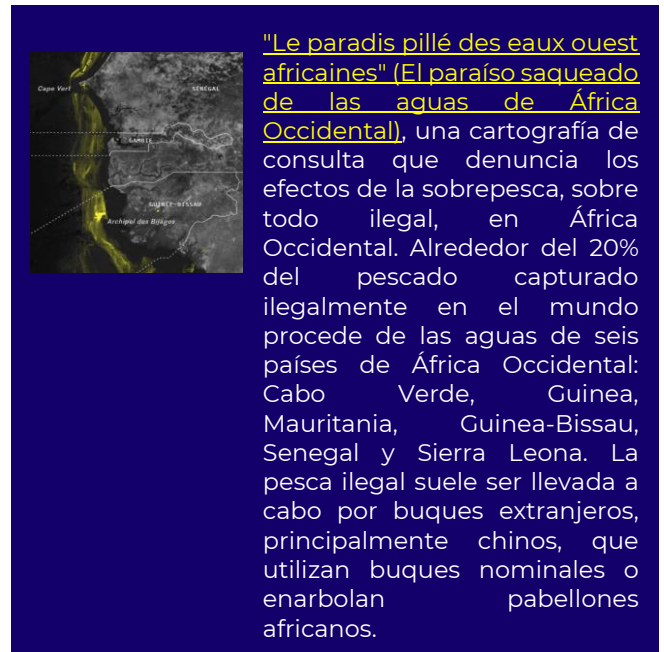 Cape Vert
SÉNÉGAL
GAMBIE
GUINÉE-BISSAU
Archipel des Bijagos
"Le paradis pillé des eaux ouest
africaines" (El paraíso saqueado
de las aguas de África
Occidental), una cartografía de
consulta que denuncia los
efectos de la sobrepesca, sobre
todo ilegal, en África
Occidental. Alrededor del 20%
del pescado capturado
ilegalmente en el mundo
procede de las aguas de seis
países de África Occidental:
Cabo Verde, Guinea,
Mauritania, Guinea-Bissau,
Senegal y Sierra Leona. La
pesca ilegal suele ser llevada a
cabo por buques extranjeros,
principalmente chinos, que
utilizan buques nominales o
enarbolan pabellones
africanos.